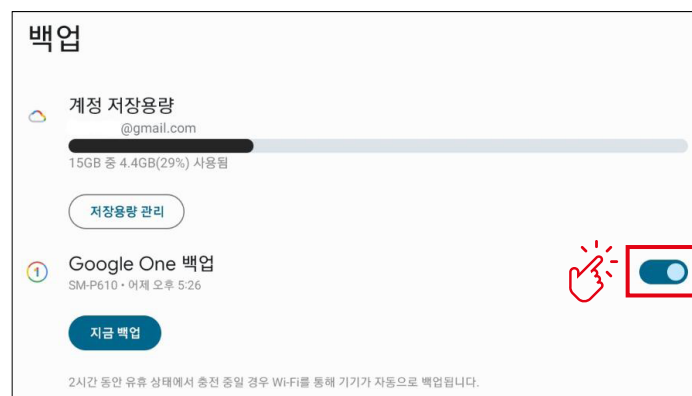 백업
계정 저장용량
@gmail.com
15GB 중 4.4GB(29%) 사용됨
저장용량 관리
1
Google One 백업
SM-P610 • 어제 오후 5:26
지금 백업
2시간 동안 유휴 상태에서 충전 중일 경우 Wi-Fi를 통해 기기가 자동으로 백업됩니다.